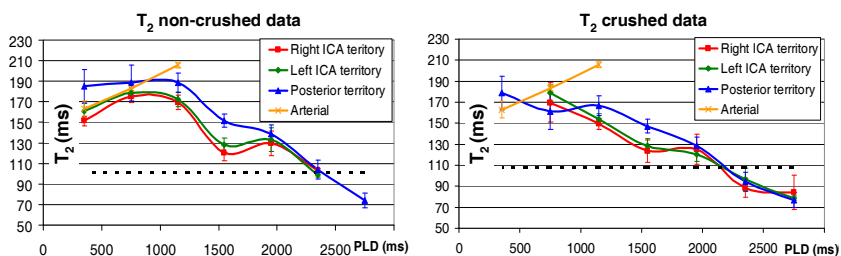 T2 non-crushed data
230
210
190
170
150
130
110
90
70
50
T2 (ms)
Right ICA territory
Left ICA territory
Posterior territory
Arterial
0 500 1000 1500 2000 2500 PLD (ms)
T2 crushed data
230
210
190
170
150
130
110
90
70
50
T2 (ms)
Right ICA territory
Left ICA territory
Posterior territory
Arterial
0 500 1000 1500 2000 2500 PLD (ms)